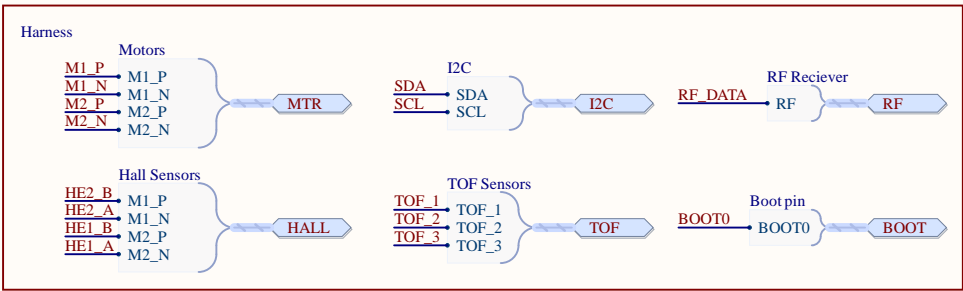 Harness
Motors
M1_P M1_P
M1_N M1_N
M2_P M2_P
M2_N M2_N
MTR
I2C
SDA SDA
SCL SCL
I2C
RF Reciever
RF_DATA RF
RF
Hall Sensors
HE2_B M1_P
HE2_A M1_N
HE1_B M2_P
HE1_A M2_N
HALL
TOF Sensors
TOF_1 TOF_1
TOF_2 TOF_2
TOF_3 TOF_3
TOF
Boot pin
BOOT0 BOOT0
BOOT